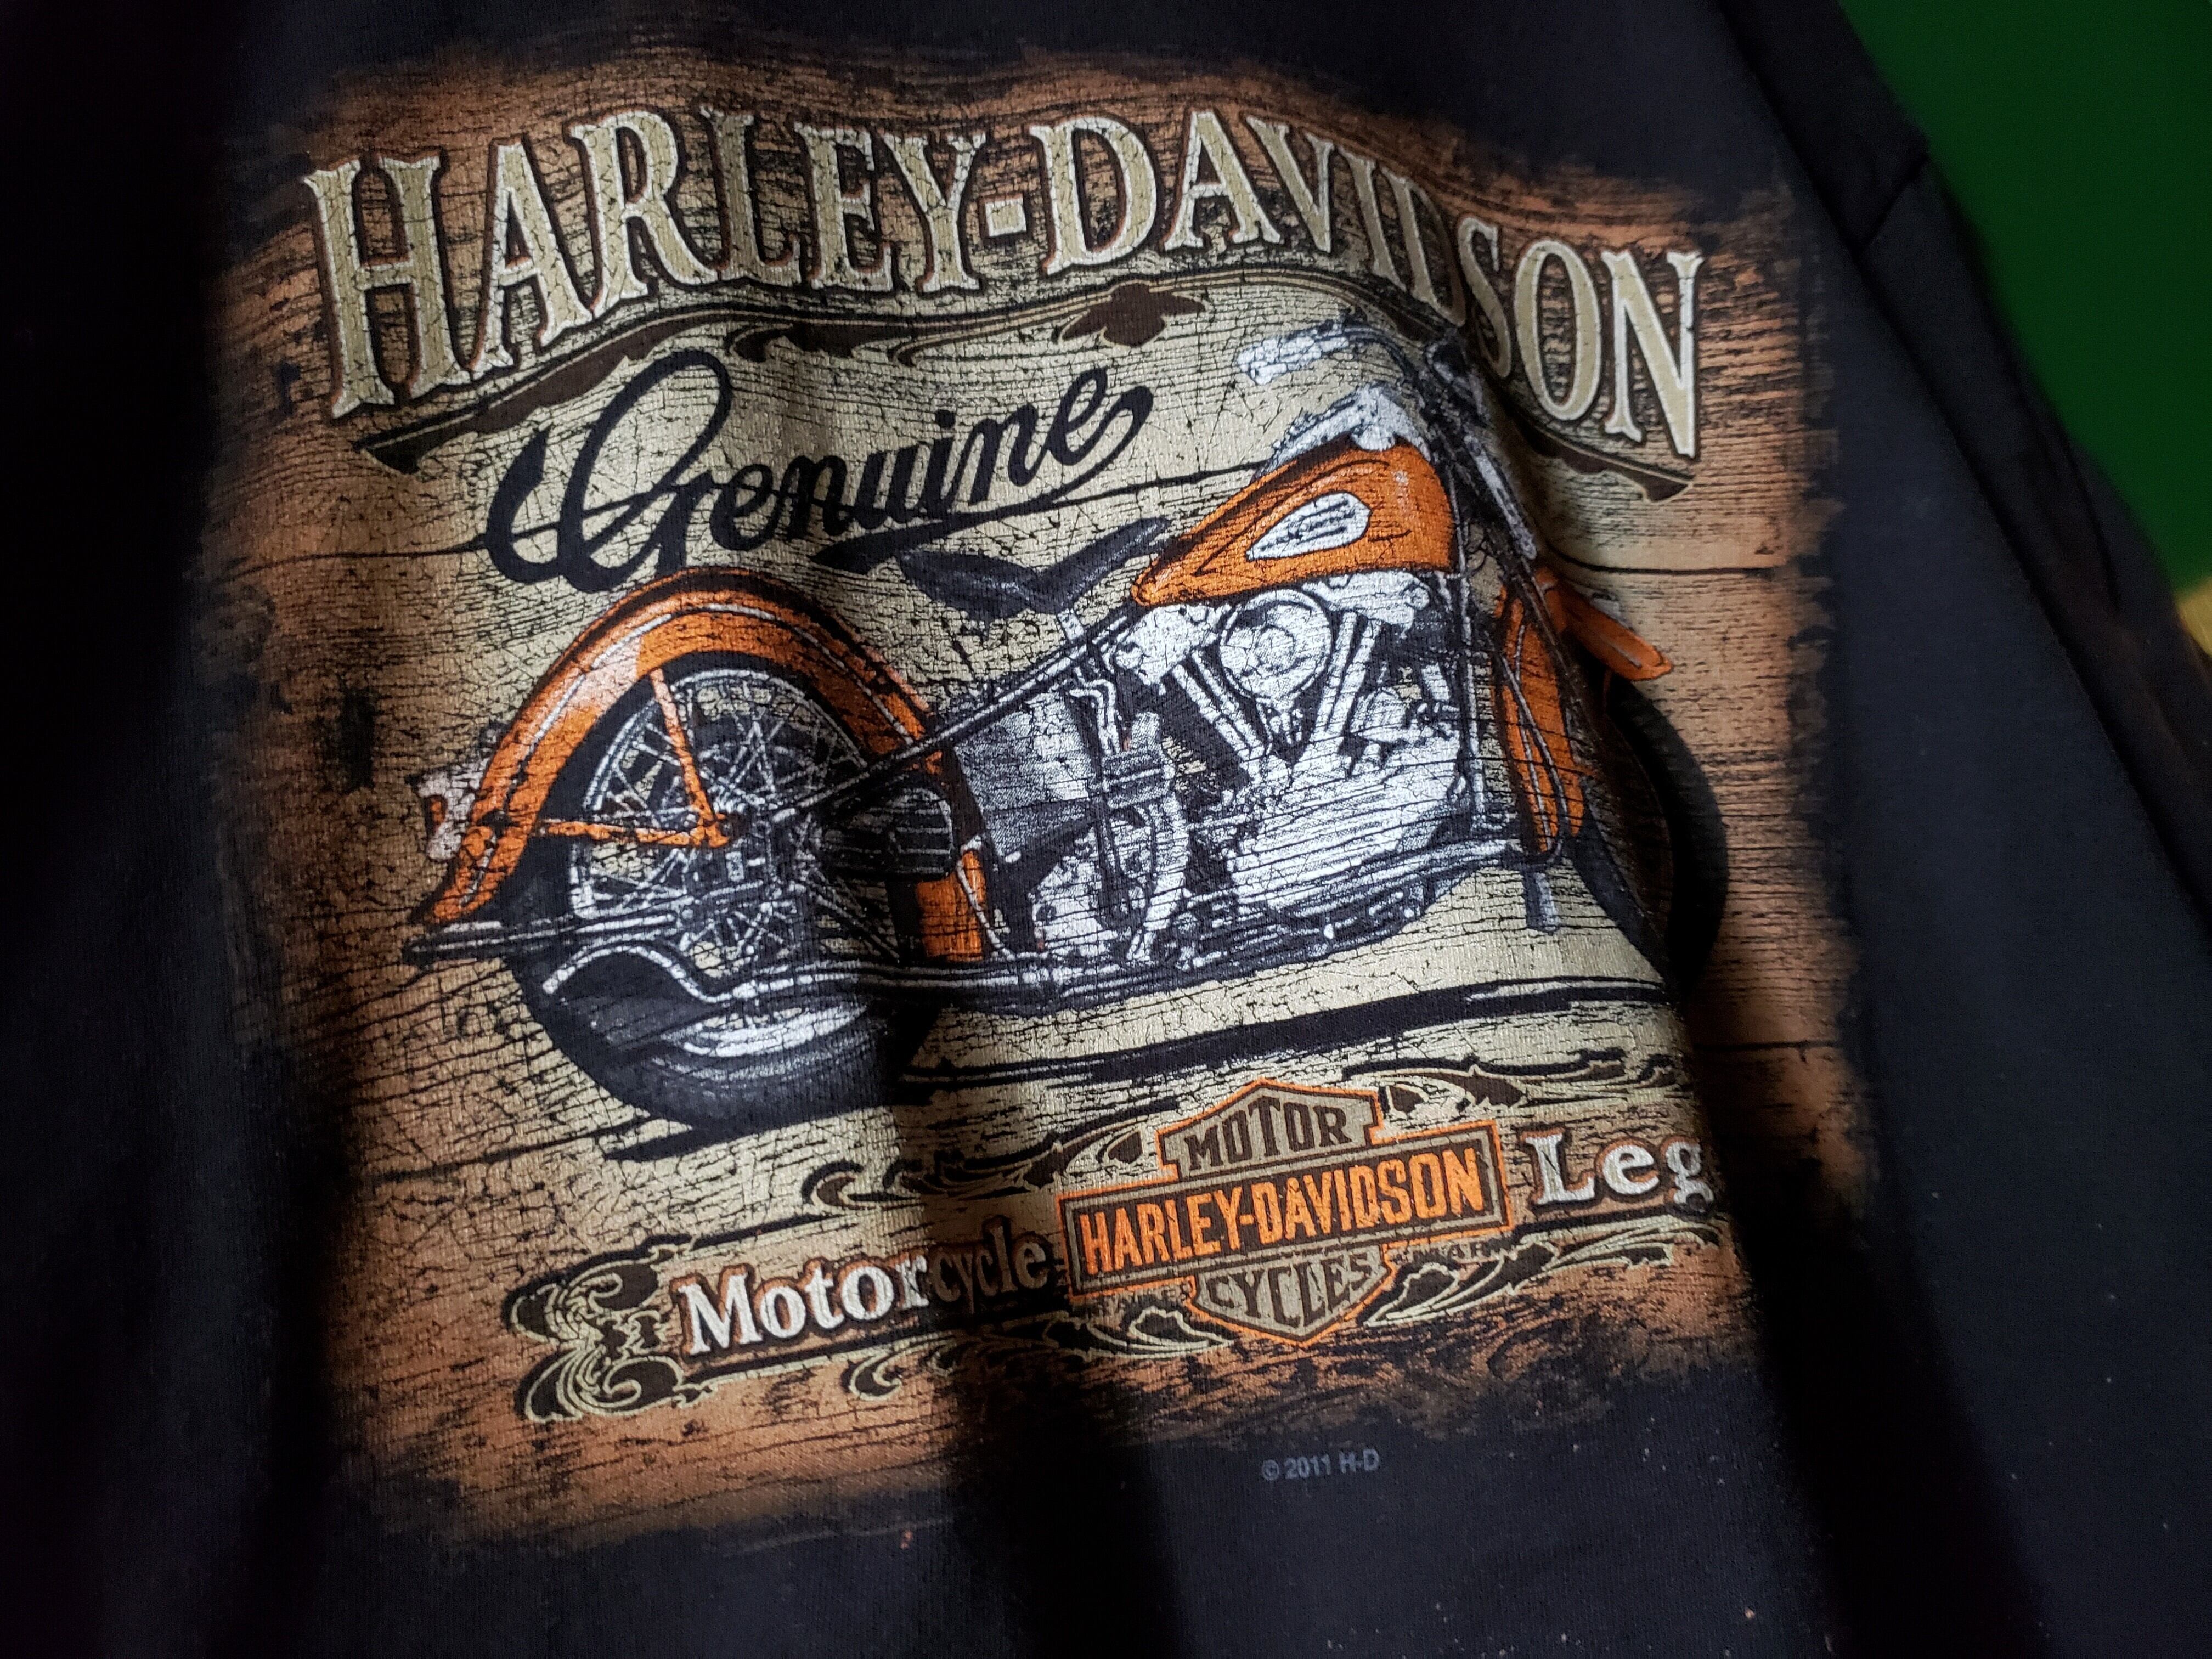 HARLEY-DAVIDSON
Genuine
MOTOR
HARLEY-DAVIDSON
CYCLES
Motorcycle Leg
© 2011 H-D